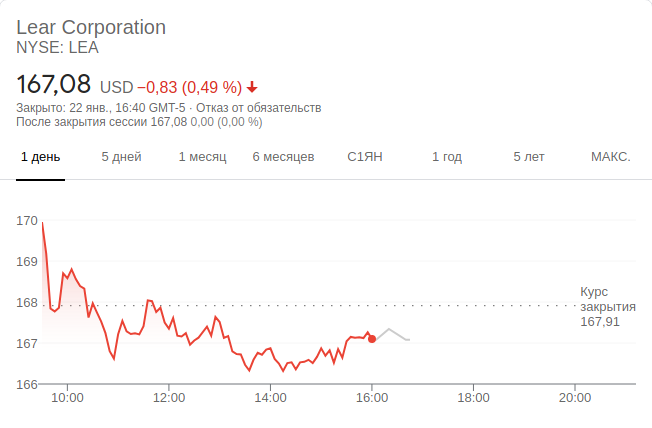 Lear Corporation
NYSE: LEA
167,08 USD −0,83 (0,49 %)
Закрыто: 22 янв., 16:40 GMT-5 · Отказ от обязательств
После закрытия сессии 167,08 0,00 (0,00 %)
1 день 5 дней 1 месяц 6 месяцев С1ЯН 1 год 5 лет МАКС.
170
169
168
167
166
Курс
закрытия
167,91
10:00 12:00 14:00 16:00 18:00 20:00